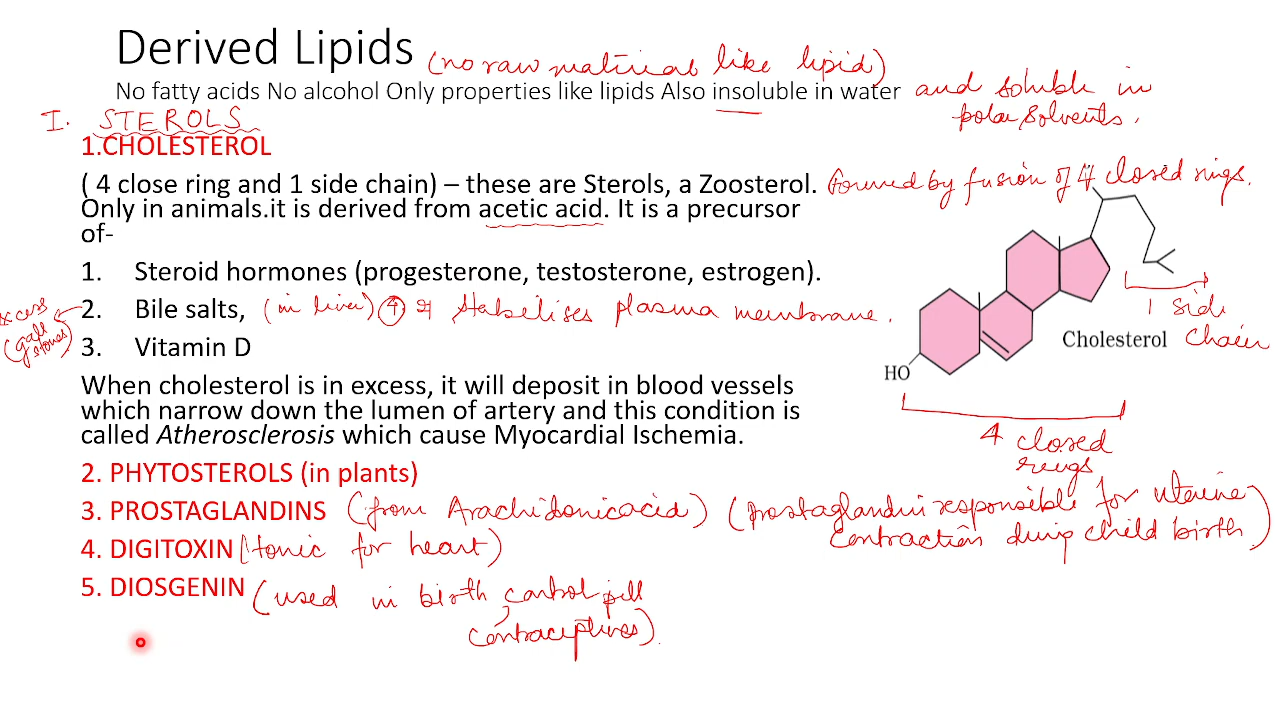 Derived Lipids (no raw material like lipid)
No fatty acids No alcohol Only properties like lipids Also insoluble in water and soluble in
polar solvents.
I. STEROLS
1.CHOLESTEROL
( 4 close ring and 1 side chain) – these are Sterols, a Zoosterol. formed by fusion of 4 closed rings.
Only in animals.it is derived from acetic acid. It is a precursor
of-
1. Steroid hormones (progesterone, testosterone, estrogen).
2. Bile salts, (in liver) 4 It stabilises plasma membrane.
excess
(gall
stones)
3. Vitamin D
1 side
chain
Cholesterol
HO
4 closed
rings
When cholesterol is in excess, it will deposit in blood vessels
which narrow down the lumen of artery and this condition is
called Atherosclerosis which cause Myocardial Ischemia.
2. PHYTOSTEROLS (in plants)
3. PROSTAGLANDINS (from Arachidonic acid) (prostaglandin responsible for uterine
contraction during child birth)
4. DIGITOXIN (tonic for heart)
5. DIOSGENIN (used in birth control pill
, contraceptives).